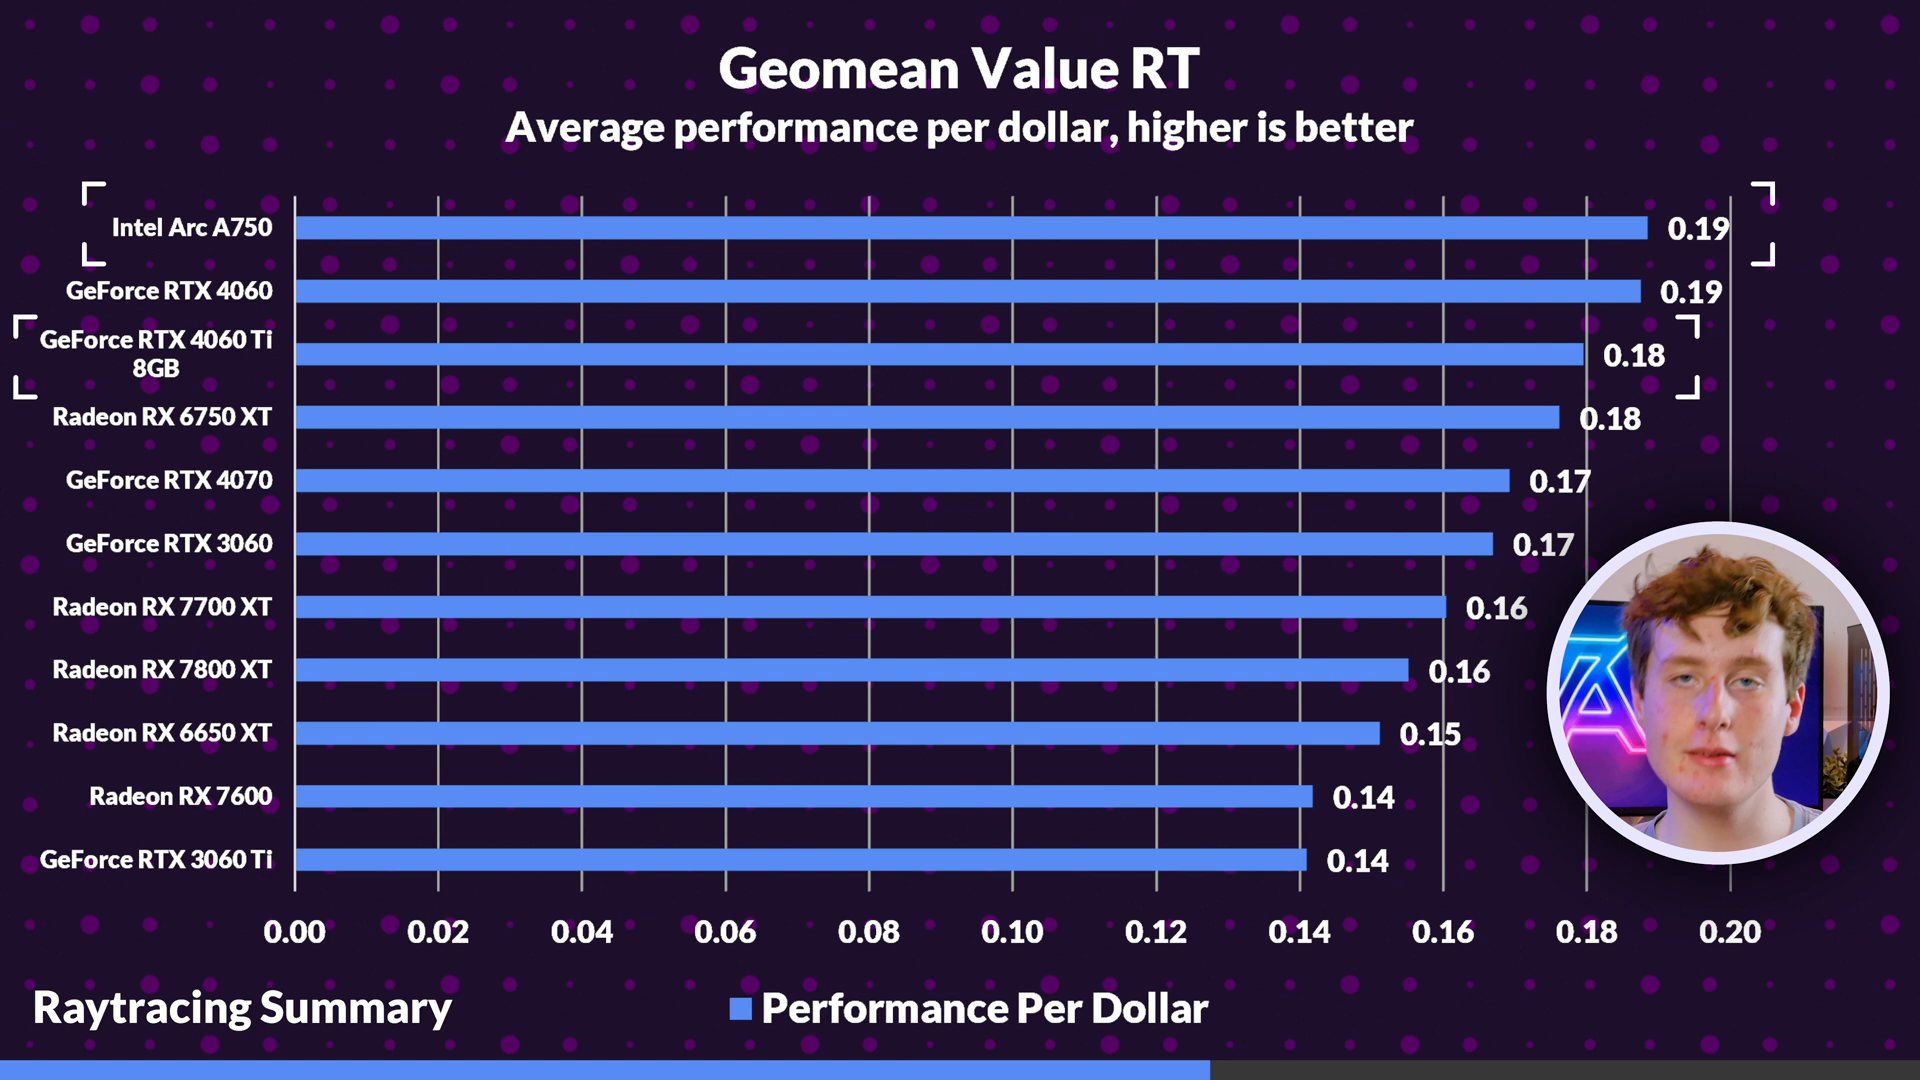 Geomean Value RT
Average performance per dollar, higher is better
Intel Arc A750 0.19
GeForce RTX 4060 0.19
GeForce RTX 4060 Ti
8GB 0.18
Radeon RX 6750 XT 0.18
GeForce RTX 4070 0.17
GeForce RTX 3060 0.17
Radeon RX 7700 XT 0.16
Radeon RX 7800 XT 0.16
Radeon RX 6650 XT 0.15
Radeon RX 7600 0.14
GeForce RTX 3060 Ti 0.14
0.00 0.02 0.04 0.06 0.08 0.10 0.12 0.14 0.16 0.18 0.20
Raytracing Summary
Performance Per Dollar